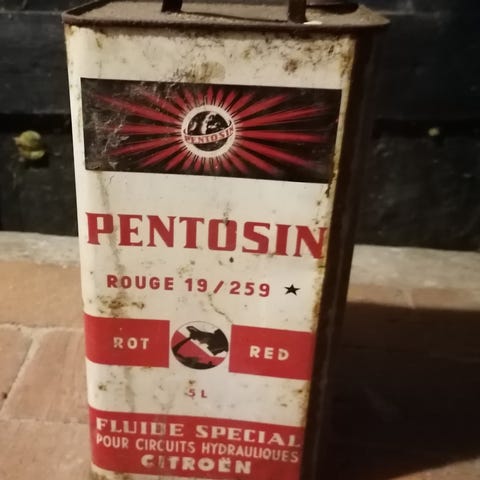 PENTOSIN
PENTOSIN
ROUGE 19/259 ★
ROT RED
5 L
FLUIDE SPECIAL
POUR CIRCUITS HYDRAULIQUES
CITROËN